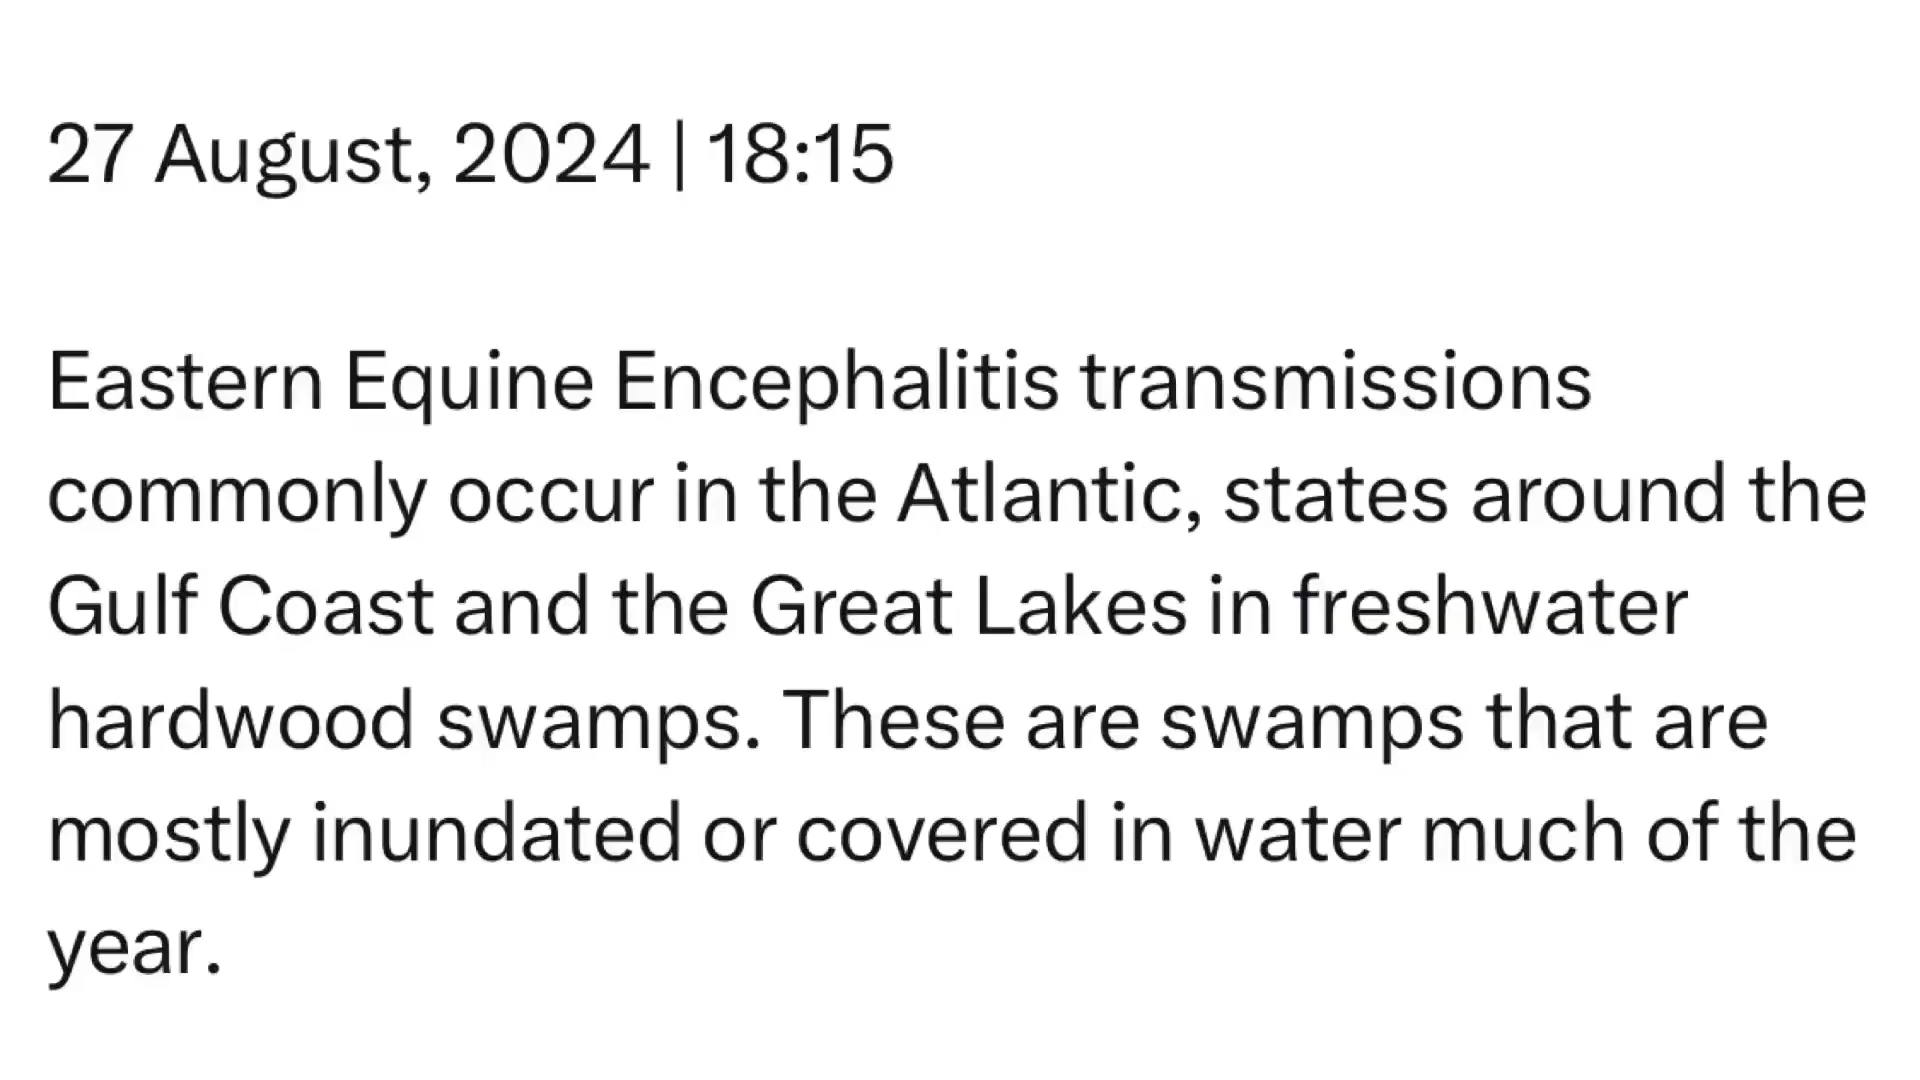 27 August, 2024 | 18:15
Eastern Equine Encephalitis transmissions
commonly occur in the Atlantic, states around the
Gulf Coast and the Great Lakes in freshwater
hardwood swamps. These are swamps that are
mostly inundated or covered in water much of the
year.